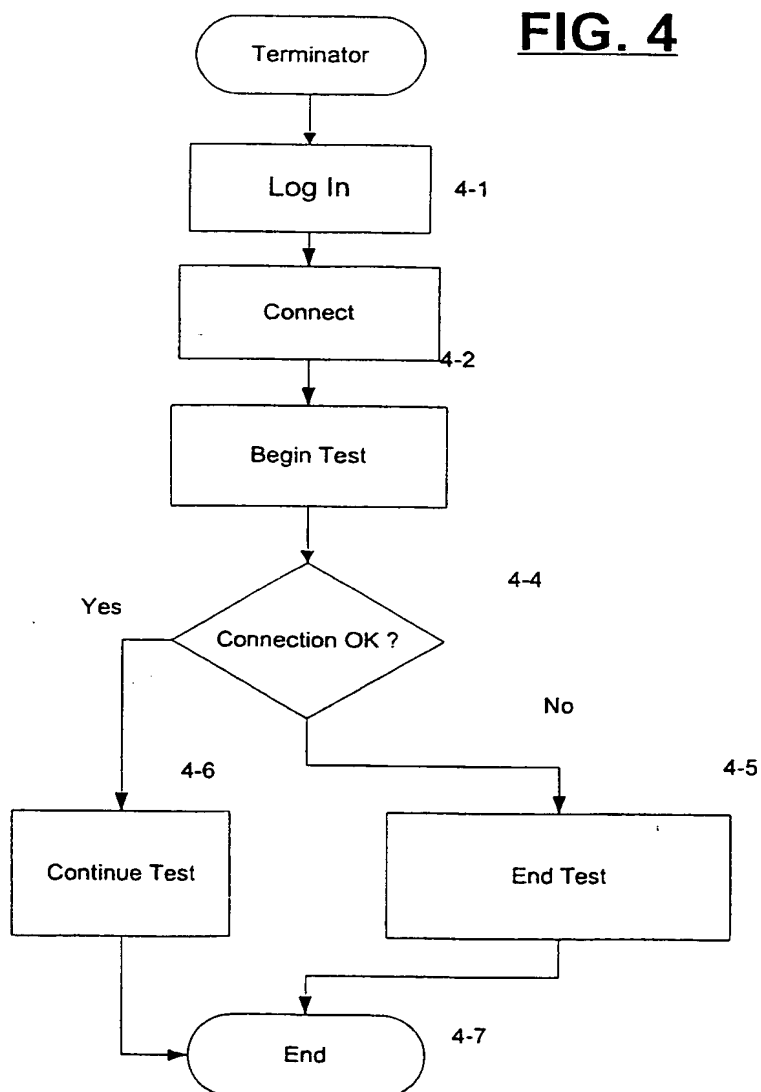 FIG. 4
Terminator
Log In
4-1
Connect
4-2
Begin Test
4-4
Yes
Connection OK ?
No
4-6
4-5
Continue Test
End Test
4-7
End